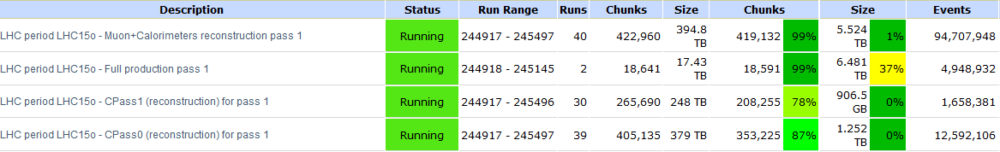 Description Status Run Range Runs Chunks Size Chunks Size Events
LHC period LHC15o - Muon+Calorimeters reconstruction pass 1 Running 244917 - 245497 40 422,960 394.8 TB 419,132 99% 5.524 TB 1% 94,707,948
LHC period LHC15o - Full production pass 1 Running 244918 - 245145 2 18,641 17.43 TB 18,591 99% 6.481 TB 37% 4,948,932
LHC period LHC15o - CPass1 (reconstruction) for pass 1 Running 244917 - 245496 30 265,690 248 TB 208,255 78% 906.5 GB 0% 1,658,381
LHC period LHC15o - CPass0 (reconstruction) for pass 1 Running 244917 - 245497 39 405,135 379 TB 353,225 87% 1.252 TB 0% 12,592,106